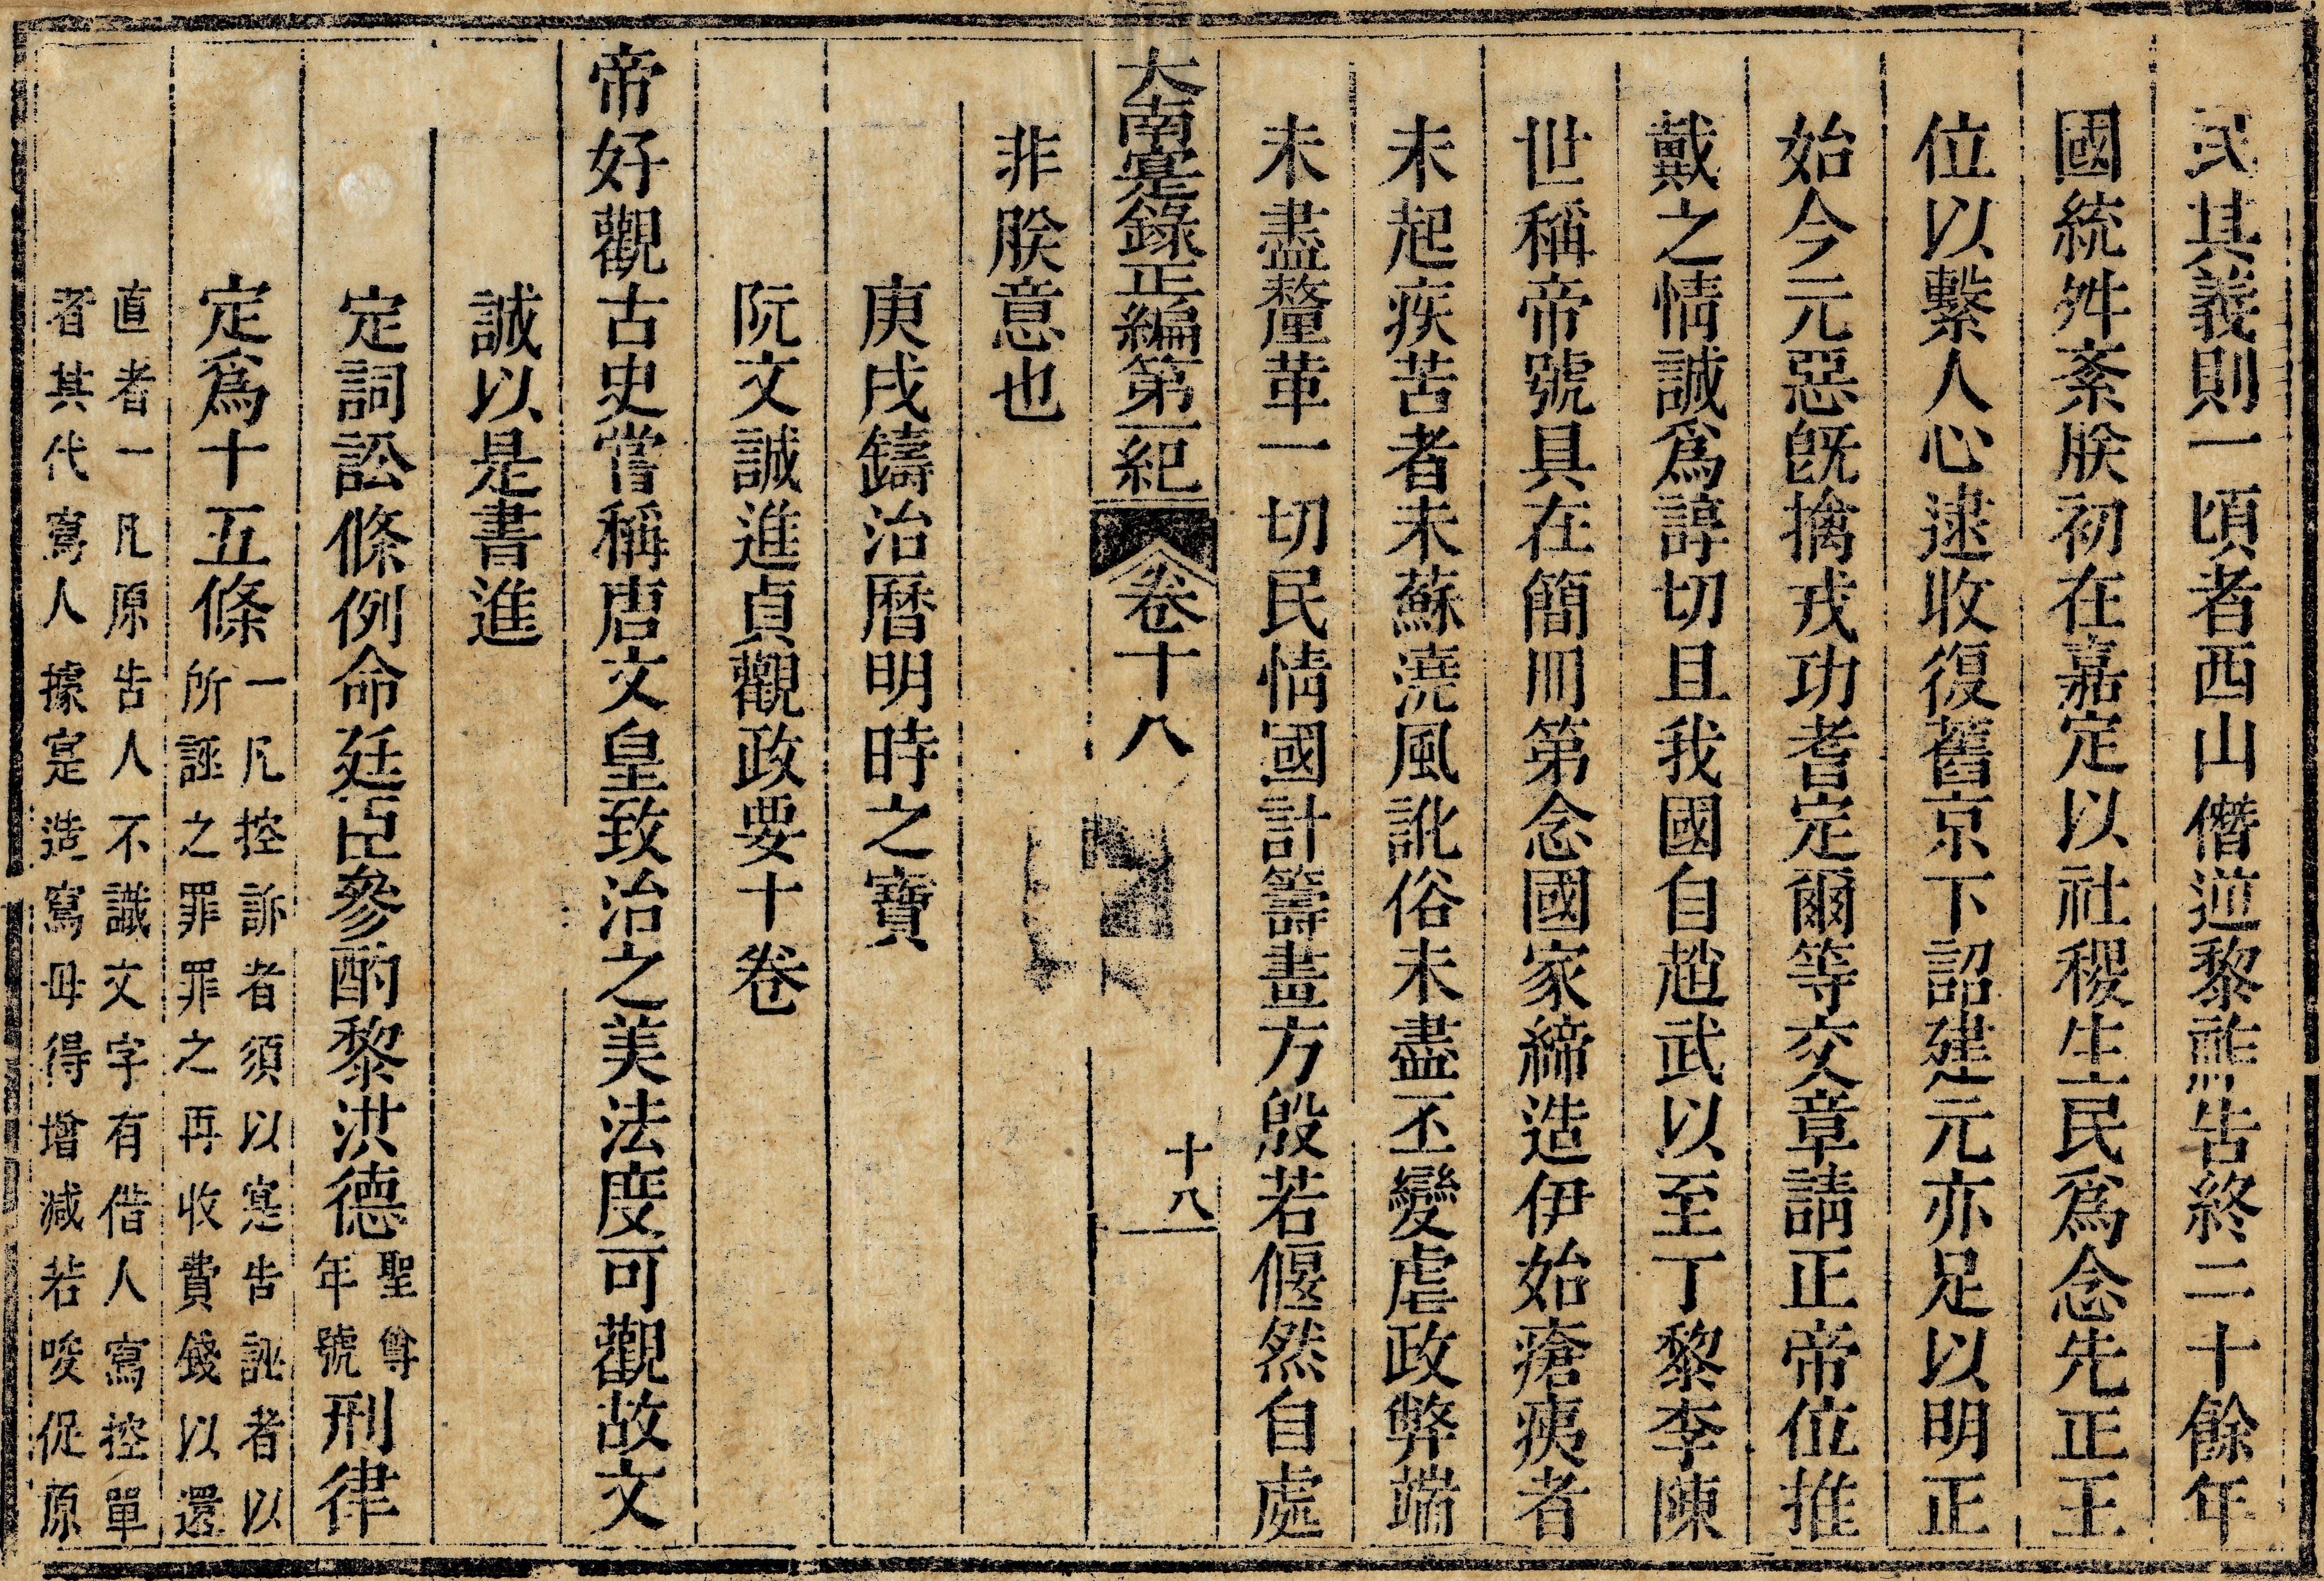 民其義則一頃者西山僭逆黎祚告終二十餘年
國統舛紊朕初在嘉定以社稷生民為念先正王
位以繫人心逮收復舊京下詔建元亦足以明正
始今元惡旣擒戎功耆定爾等交章請正帝位推
戴之情誠爲諄切且我國自趙武以至丁黎李陳
世稱帝號具在簡冊第念國家締造伊始瘡痍者
未起疾苦者未蘇澆風訛俗未盡丕變虐政弊端
未盡釐革一切民情國計籌畫方殷若偃然自處
大南寔錄正編第一紀 卷十八 十八
非朕意也
庚戌鑄治曆明時之寶
阮文誠進貞觀政要十卷
帝好觀古史嘗稱唐文皇致治之美法度可觀故文
誠以是書進
定詞訟條例命廷臣參酌黎洪德聖尊年號刑律
定爲十五條一凡控訴者須以寔告誣者以
所誣之罪罪之再收費錢以還
直者一凡原告人不識文字有借人寫控單
者其代寫人據寔造寫毋得增減若唆促原